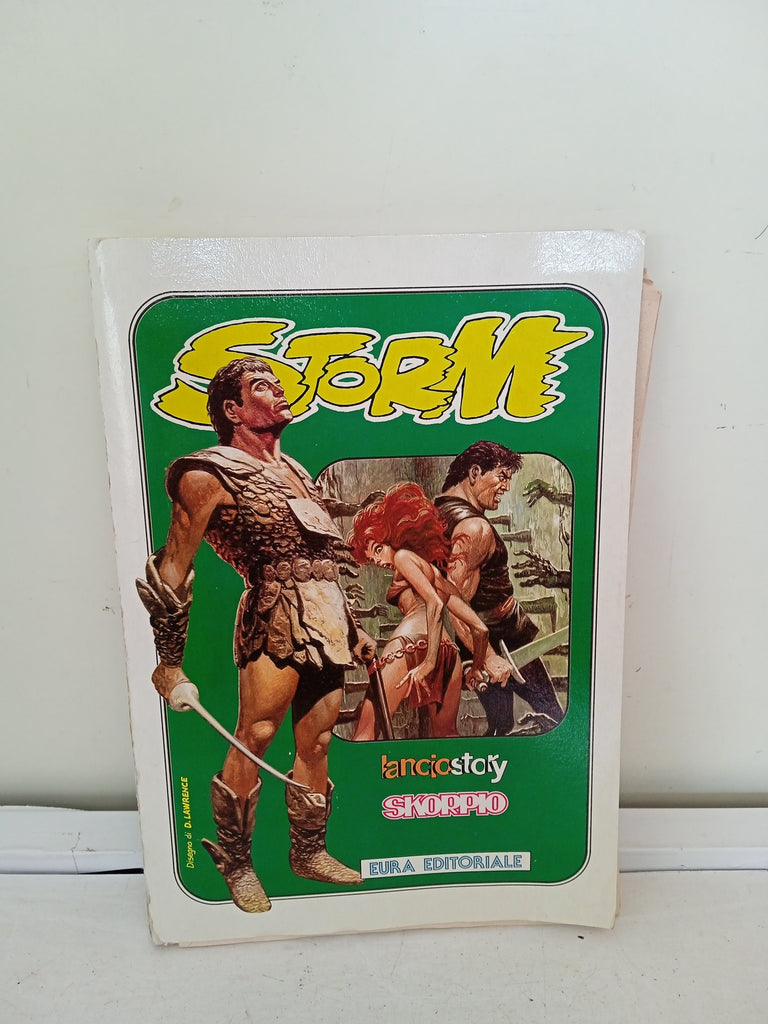 STORM
lanciostory
SKORPIO
EURA EDITORIALE
Disegno di D. LAWRENCE